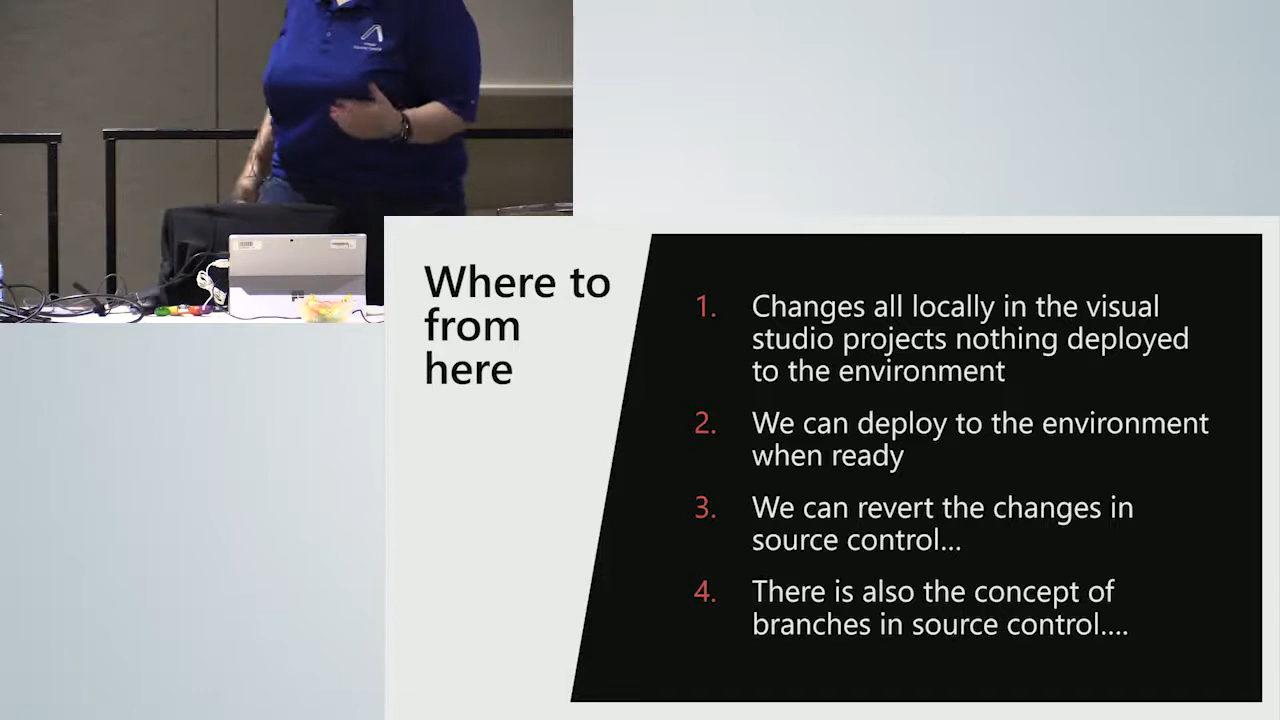 Where to
from
here
1. Changes all locally in the visual
studio projects nothing deployed
to the environment
2. We can deploy to the environment
when ready
3. We can revert the changes in
source control...
4. There is also the concept of
branches in source control....